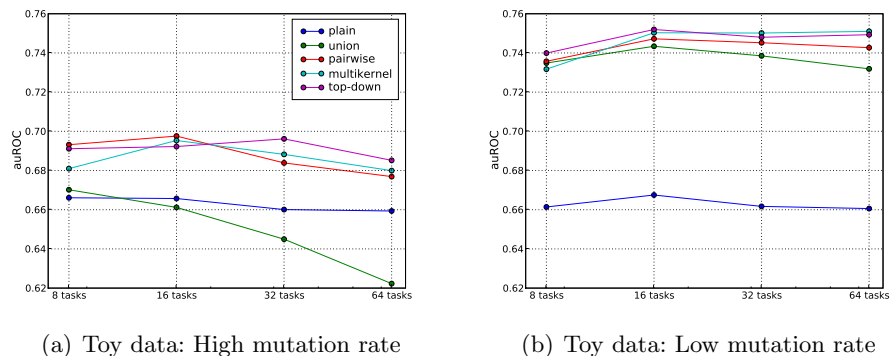 0.76
0.74
0.72
0.70
0.68
0.66
0.64
0.62
auROC
8 tasks 16 tasks 32 tasks 64 tasks
plain
union
pairwise
multikernel
top-down
(a) Toy data: High mutation rate
0.76
0.74
0.72
0.70
0.68
0.66
0.64
0.62
auROC
8 tasks 16 tasks 32 tasks 64 tasks
(b) Toy data: Low mutation rate